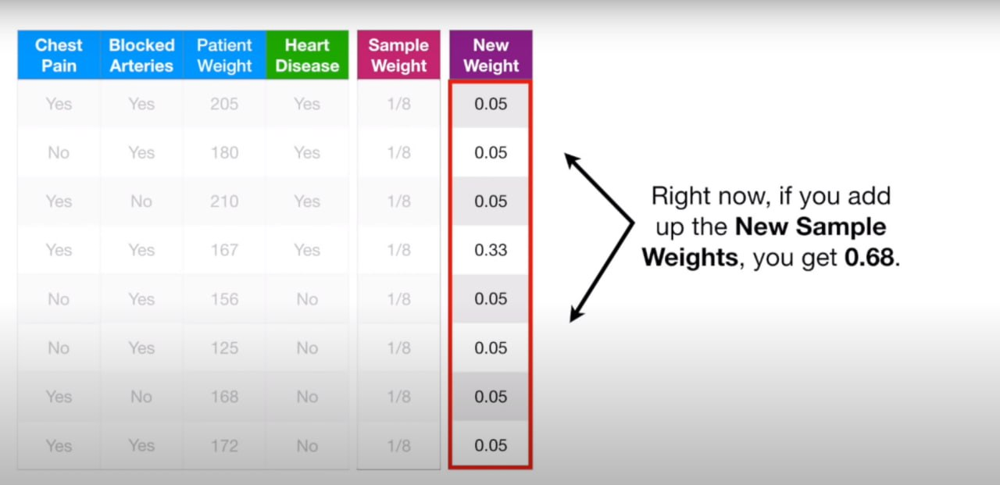 Chest Pain Blocked Arteries Patient Weight Heart Disease Sample Weight New Weight
Yes Yes 205 Yes 1/8 0.05
No Yes 180 Yes 1/8 0.05
Yes No 210 Yes 1/8 0.05
Yes Yes 167 Yes 1/8 0.33
No Yes 156 No 1/8 0.05
No Yes 125 No 1/8 0.05
Yes No 168 No 1/8 0.05
Yes Yes 172 No 1/8 0.05
Right now, if you add
up the New Sample
Weights, you get 0.68.